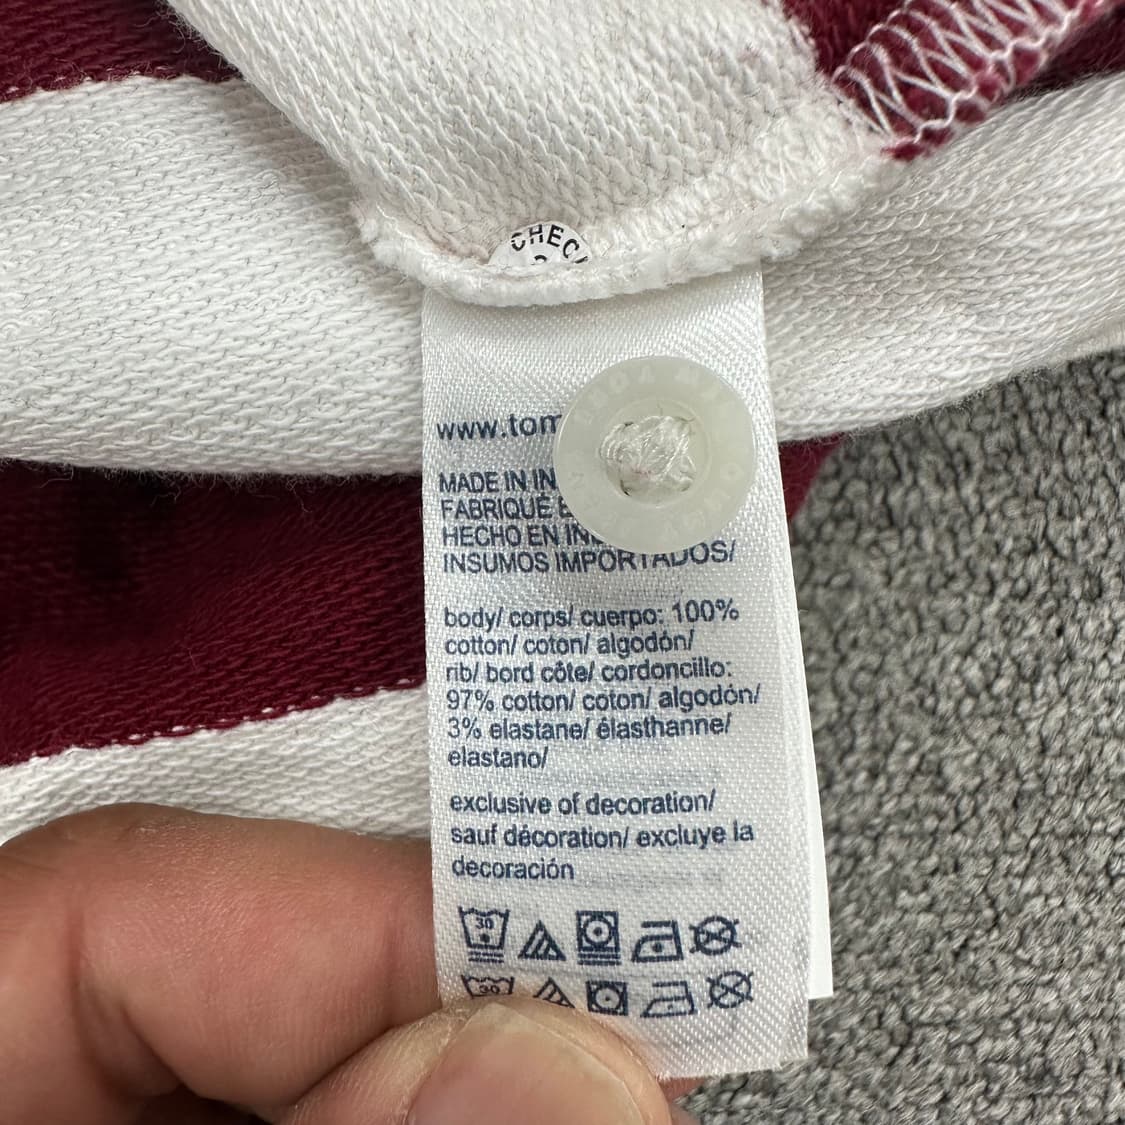 CHEC
www.tom
MADE IN IN
FABRIQUÉ E
HECHO EN IN
INSUMOS IMPORTADOS/
body/ corps/ cuerpo: 100%
cotton/ coton/ algodón/
rib/ bord côte/ cordoncillo:
97% cotton/ coton/ algodón/
3% elastane/ élasthanne/
elastano/
exclusive of decoration/
sauf décoration/ excluye la
decoración
30
30